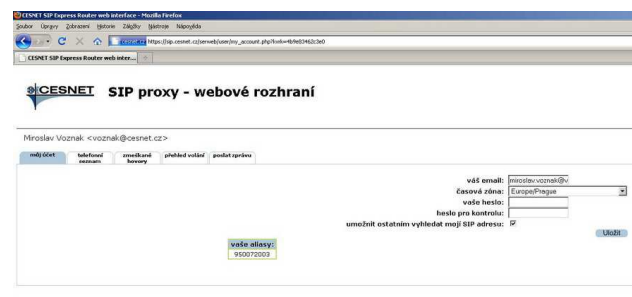 CESNET SIP Express Router web interface - Mozilla Firefox
Soubor Úpravy Zobrazení Historie Záložky Nástroje Nápověda
https://sip.cesnet.cz/serweb/user/my_account.php?kvrk=
CESNET SIP Express Router web inter...
CESNET SIP proxy - webové rozhraní
Miroslav Voznak <voznak@cesnet.cz>
můj účet telefonní seznam zmeškané hovory přehled volání poslat zprávu
váš email: miroslav.voznak@v
časová zóna: Europe/Prague
vaše heslo:
heslo pro kontrolu:
umožnit ostatním vyhledat mojí SIP adresu:
Uložit
vaše aliasy:
950072003